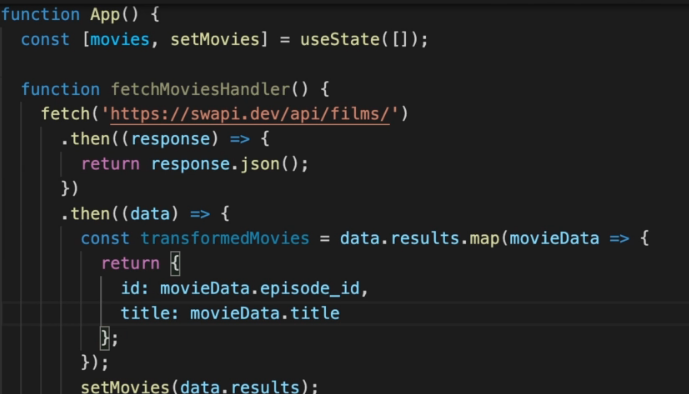 function App() {
const [movies, setMovies] = useState([]);
function fetchMoviesHandler() {
fetch('https://swapi.dev/api/films/')
.then((response) => {
return response.json();
})
.then((data) => {
const transformedMovies = data.results.map(movieData => {
return {
id: movieData.episode_id,
title: movieData.title
};
});
setMovies(data.results);